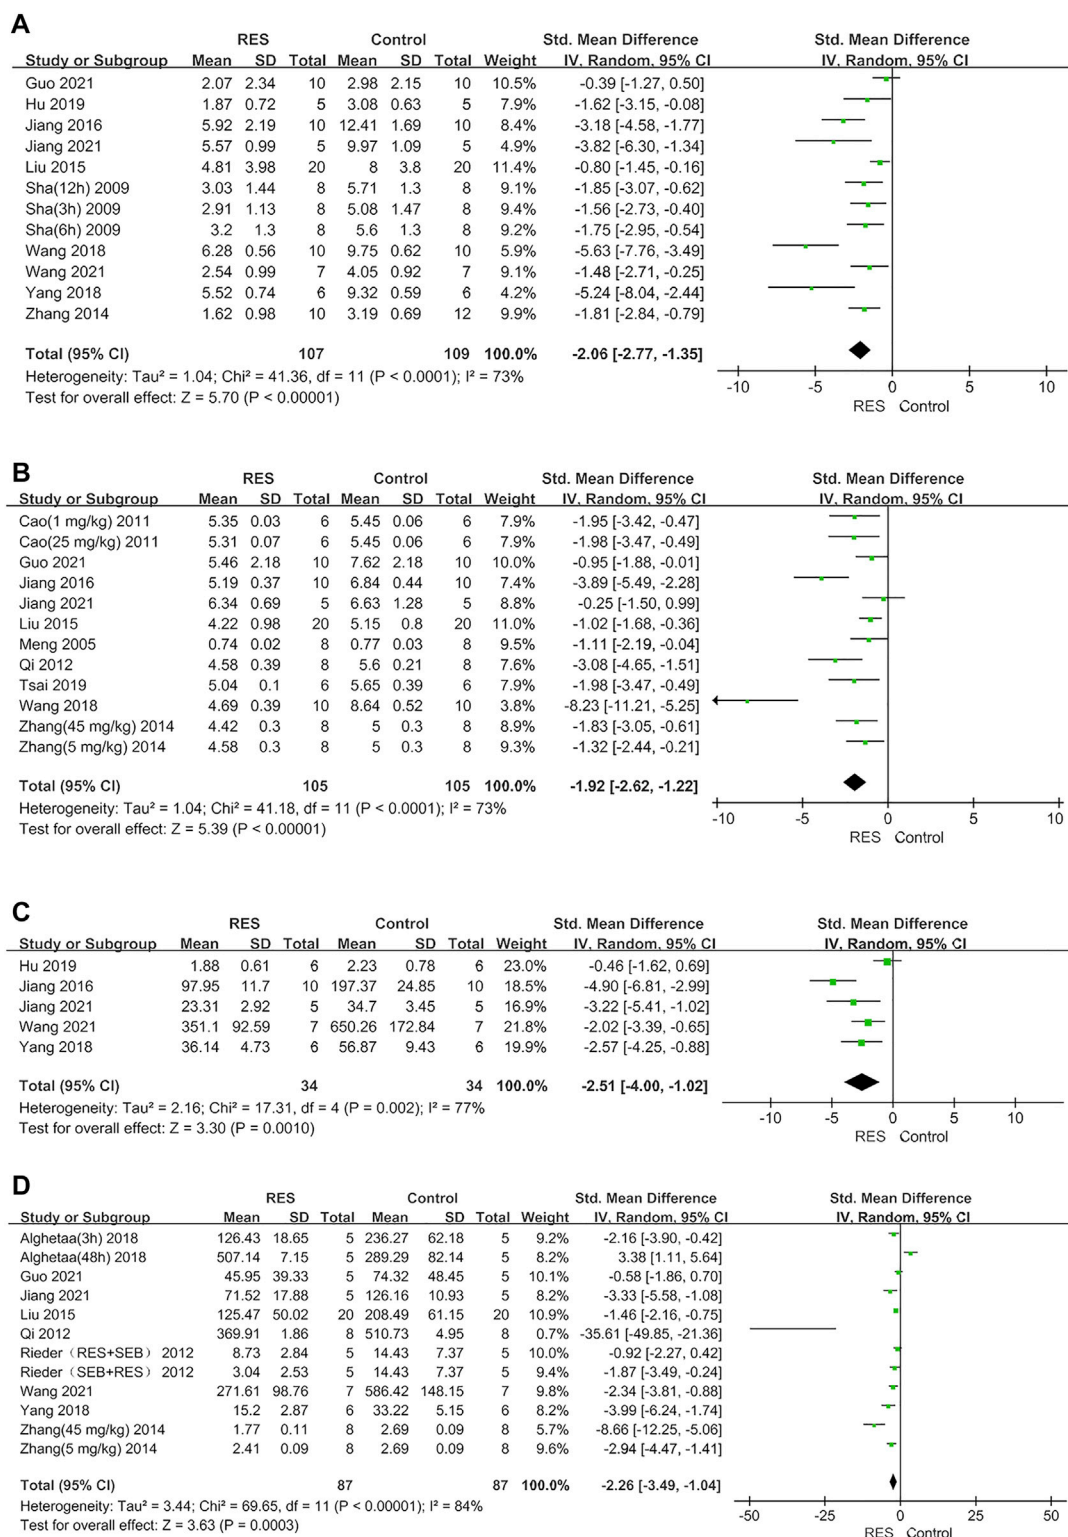 A
RES Control Std. Mean Difference Std. Mean Difference
Study or Subgroup Mean SD Total Mean SD Total Weight IV, Random, 95% CI IV, Random, 95% CI
Guo 2021 2.07 2.34 10 2.98 2.15 10 10.5% -0.39 [-1.27, 0.50]
Hu 2019 1.87 0.72 5 3.08 0.63 5 7.9% -1.62 [-3.15, -0.08]
Jiang 2016 5.92 2.19 10 12.41 1.69 10 8.4% -3.18 [-4.58, -1.77]
Jiang 2021 5.57 0.99 5 9.97 1.09 5 4.9% -3.82 [-6.30, -1.34]
Liu 2015 4.81 3.98 20 8 3.8 20 11.4% -0.80 [-1.45, -0.16]
Sha(12h) 2009 3.03 1.44 8 5.71 1.3 8 9.1% -1.85 [-3.07, -0.62]
Sha(3h) 2009 2.91 1.13 8 5.08 1.47 8 9.4% -1.56 [-2.73, -0.40]
Sha(6h) 2009 3.2 1.3 8 5.6 1.3 8 9.2% -1.75 [-2.95, -0.54]
Wang 2018 6.28 0.56 10 9.75 0.62 10 5.9% -5.63 [-7.76, -3.49]
Wang 2021 2.54 0.99 7 4.05 0.92 7 9.1% -1.48 [-2.71, -0.25]
Yang 2018 5.52 0.74 6 9.32 0.59 6 4.2% -5.24 [-8.04, -2.44]
Zhang 2014 1.62 0.98 10 3.19 0.69 12 9.9% -1.81 [-2.84, -0.79]
Total (95% CI) 107 109 100.0% -2.06 [-2.77, -1.35]
Heterogeneity: Tau² = 1.04; Chi² = 41.36, df = 11 (P < 0.0001); I² = 73%
Test for overall effect: Z = 5.70 (P < 0.00001)
-10 -5 0 5 10
RES Control
B
RES Control Std. Mean Difference Std. Mean Difference
Study or Subgroup Mean SD Total Mean SD Total Weight IV, Random, 95% CI IV, Random, 95% CI
Cao(1 mg/kg) 2011 5.35 0.03 6 5.45 0.06 6 7.9% -1.95 [-3.42, -0.47]
Cao(25 mg/kg) 2011 5.31 0.07 6 5.45 0.06 6 7.9% -1.98 [-3.47, -0.49]
Guo 2021 5.46 2.18 10 7.62 2.18 10 10.0% -0.95 [-1.88, -0.01]
Jiang 2016 5.19 0.37 10 6.84 0.44 10 7.4% -3.89 [-5.49, -2.28]
Jiang 2021 6.34 0.69 5 6.63 1.28 5 8.8% -0.25 [-1.50, 0.99]
Liu 2015 4.22 0.98 20 5.15 0.8 20 11.0% -1.02 [-1.68, -0.36]
Meng 2005 0.74 0.02 8 0.77 0.03 8 9.5% -1.11 [-2.19, -0.04]
Qi 2012 4.58 0.39 8 5.6 0.21 8 7.6% -3.08 [-4.65, -1.51]
Tsai 2019 5.04 0.1 6 5.65 0.39 6 7.9% -1.98 [-3.47, -0.49]
Wang 2018 4.69 0.39 10 8.64 0.52 10 3.8% -8.23 [-11.21, -5.25]
Zhang(45 mg/kg) 2014 4.42 0.3 8 5 0.3 8 8.9% -1.83 [-3.05, -0.61]
Zhang(5 mg/kg) 2014 4.58 0.3 8 5 0.3 8 9.3% -1.32 [-2.44, -0.21]
Total (95% CI) 105 105 100.0% -1.92 [-2.62, -1.22]
Heterogeneity: Tau² = 1.04; Chi² = 41.18, df = 11 (P < 0.0001); I² = 73%
Test for overall effect: Z = 5.39 (P < 0.00001)
-10 -5 0 5 10
RES Control
C
RES Control Std. Mean Difference Std. Mean Difference
Study or Subgroup Mean SD Total Mean SD Total Weight IV, Random, 95% CI IV, Random, 95% CI
Hu 2019 1.88 0.61 6 2.23 0.78 6 23.0% -0.46 [-1.62, 0.69]
Jiang 2016 97.95 11.7 10 197.37 24.85 10 18.5% -4.90 [-6.81, -2.99]
Jiang 2021 23.31 2.92 5 34.7 3.45 5 16.9% -3.22 [-5.41, -1.02]
Wang 2021 351.1 92.59 7 650.26 172.84 7 21.8% -2.02 [-3.39, -0.65]
Yang 2018 36.14 4.73 6 56.87 9.43 6 19.9% -2.57 [-4.25, -0.88]
Total (95% CI) 34 34 100.0% -2.51 [-4.00, -1.02]
Heterogeneity: Tau² = 2.16; Chi² = 17.31, df = 4 (P = 0.002); I² = 77%
Test for overall effect: Z = 3.30 (P = 0.0010)
-10 -5 0 5 10
RES Control
D
RES Control Std. Mean Difference Std. Mean Difference
Study or Subgroup Mean SD Total Mean SD Total Weight IV, Random, 95% CI IV, Random, 95% CI
Alghetaa(3h) 2018 126.43 18.65 5 236.27 62.18 5 9.2% -2.16 [-3.90, -0.42]
Alghetaa(48h) 2018 507.14 7.15 5 289.29 82.14 5 8.2% 3.38 [1.11, 5.64]
Guo 2021 45.95 39.33 5 74.32 48.45 5 10.1% -0.58 [-1.86, 0.70]
Jiang 2021 71.52 17.88 5 126.16 10.93 5 8.2% -3.33 [-5.58, -1.08]
Liu 2015 125.47 50.02 20 208.49 61.15 20 10.9% -1.46 [-2.16, -0.75]
Qi 2012 369.91 1.86 8 510.73 4.95 8 0.7% -35.61 [-49.85, -21.36]
Rieder（RES+SEB） 2012 8.73 2.84 5 14.43 7.37 5 10.0% -0.92 [-2.27, 0.42]
Rieder（SEB+RES） 2012 3.04 2.53 5 14.43 7.37 5 9.4% -1.87 [-3.49, -0.24]
Wang 2021 271.61 98.76 7 586.42 148.15 7 9.8% -2.34 [-3.81, -0.88]
Yang 2018 15.2 2.87 6 33.22 5.15 6 8.2% -3.99 [-6.24, -1.74]
Zhang(45 mg/kg) 2014 1.77 0.11 8 2.69 0.09 8 5.7% -8.66 [-12.25, -5.06]
Zhang(5 mg/kg) 2014 2.41 0.09 8 2.69 0.09 8 9.6% -2.94 [-4.47, -1.41]
Total (95% CI) 87 87 100.0% -2.26 [-3.49, -1.04]
Heterogeneity: Tau² = 3.44; Chi² = 69.65, df = 11 (P < 0.00001); I² = 84%
Test for overall effect: Z = 3.63 (P = 0.0003)
-50 -25 0 25 50
RES Control